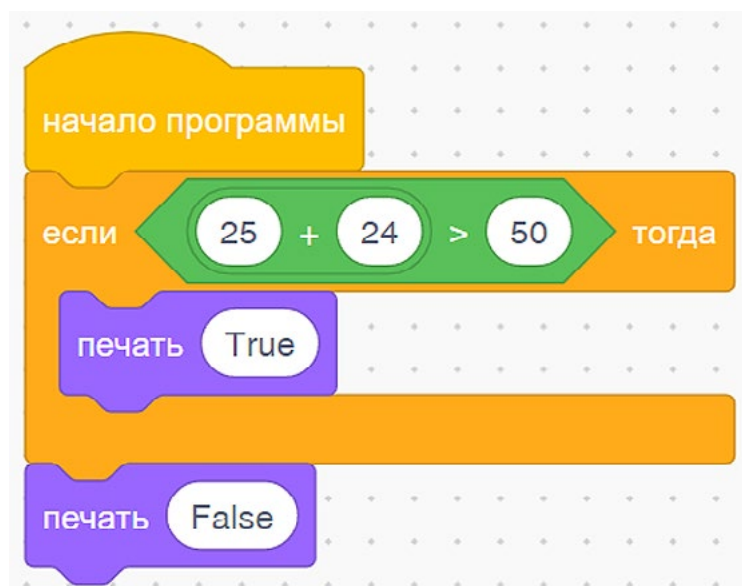 начало программы
если 25 + 24 > 50 тогда
печать True
печать False